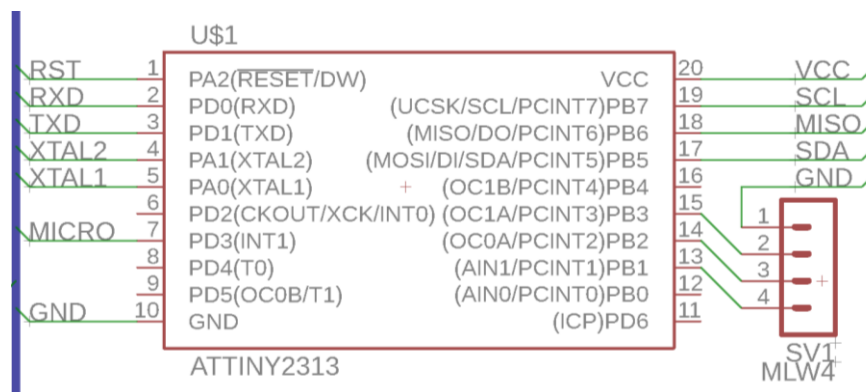 U$1
RST 1 PA2(RESET/DW) VCC 20 VCC
RXD 2 PD0(RXD) (UCSK/SCL/PCINT7)PB7 19 SCL
TXD 3 PD1(TXD) (MISO/DO/PCINT6)PB6 18 MISO
XTAL2 4 PA1(XTAL2) (MOSI/DI/SDA/PCINT5)PB5 17 SDA
XTAL1 5 PA0(XTAL1) (OC1B/PCINT4)PB4 16 GND
6 PD2(CKOUT/XCK/INT0) (OC1A/PCINT3)PB3 15 1
MICRO 7 PD3(INT1) (OC0A/PCINT2)PB2 14 2
8 PD4(T0) (AIN1/PCINT1)PB1 13 3
9 PD5(OC0B/T1) (AIN0/PCINT0)PB0 12 4
GND 10 GND (ICP)PD6 11
SV1
ATTINY2313 MLW4